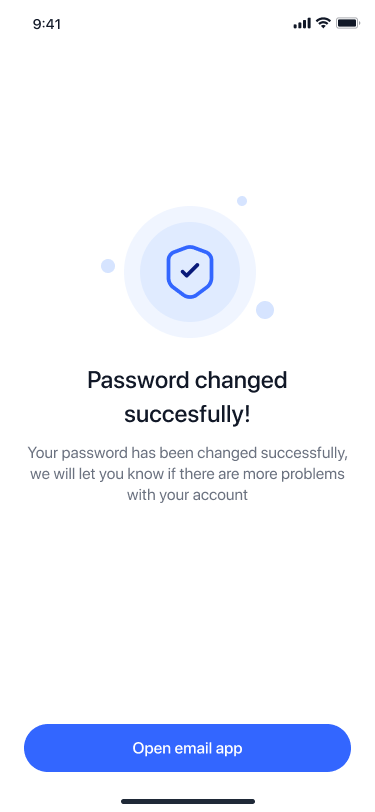 9:41
Password changed
succesfully!
Your password has been changed successfully,
we will let you know if there are more problems
with your account
Open email app